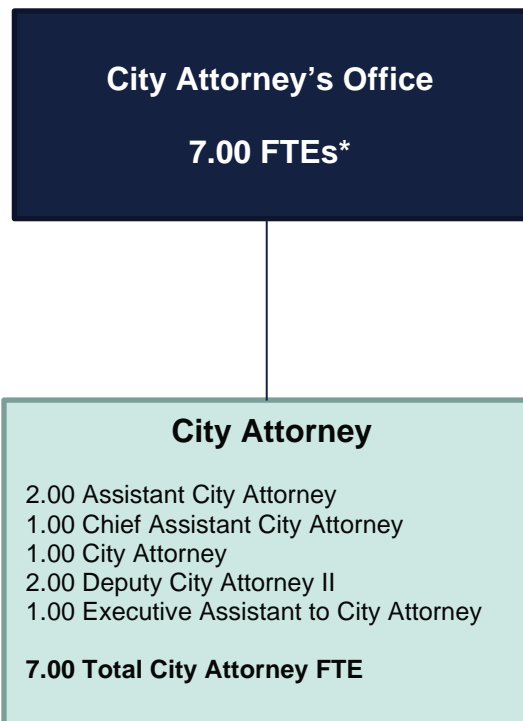 City Attorney’s Office
7.00 FTEs*
City Attorney
2.00 Assistant City Attorney
1.00 Chief Assistant City Attorney
1.00 City Attorney
2.00 Deputy City Attorney II
1.00 Executive Assistant to City Attorney
7.00 Total City Attorney FTE